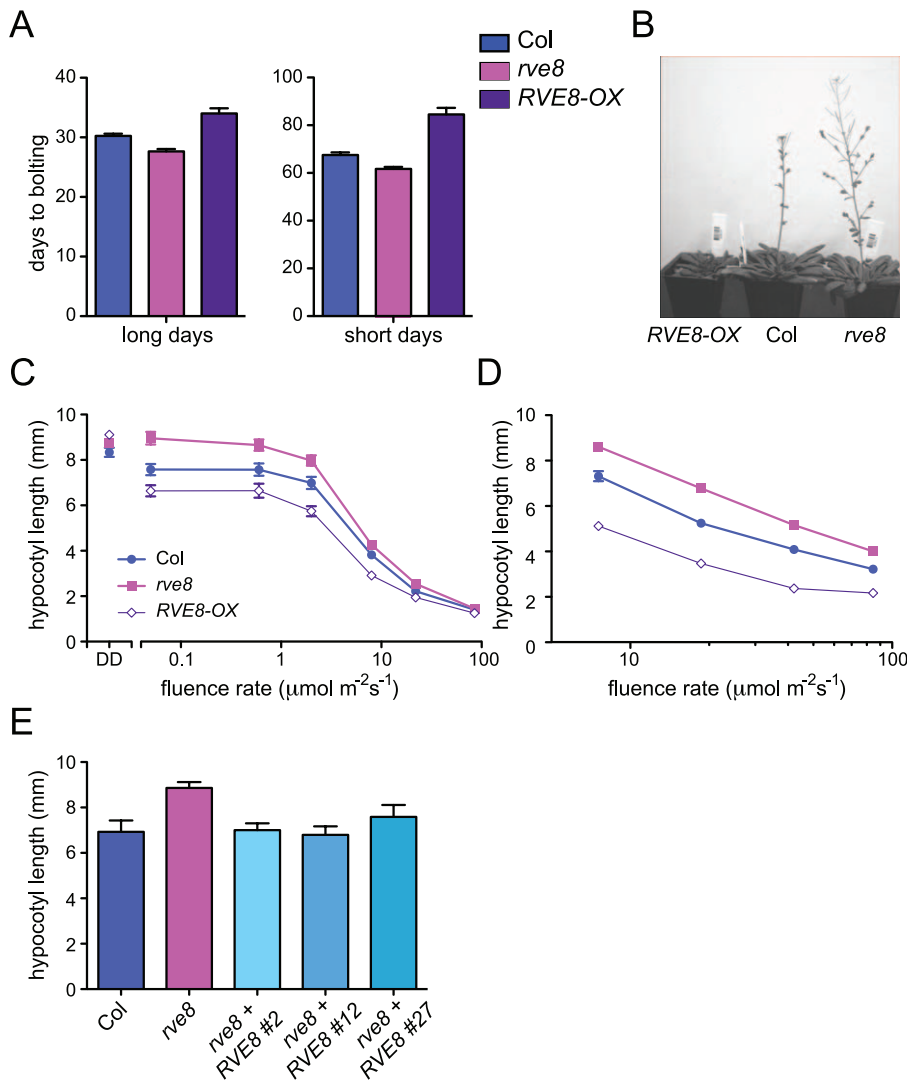 A
Col
rve8
RVE8-OX
days to bolting
40
30
20
10
0
long days
100
80
60
40
20
0
short days
B
RVE8-OX Col rve8
C
hypocotyl length (mm)
10
8
6
4
2
0
Col
rve8
RVE8-OX
DD 0.1 1 10 100
fluence rate (μmol m⁻²s⁻¹)
D
hypocotyl length (mm)
10
8
6
4
2
0
10 100
fluence rate (μmol m⁻²s⁻¹)
E
hypocotyl length (mm)
10
8
6
4
2
0
Col
rve8
rve8 +
RVE8 #2
rve8 +
RVE8 #12
rve8 +
RVE8 #27